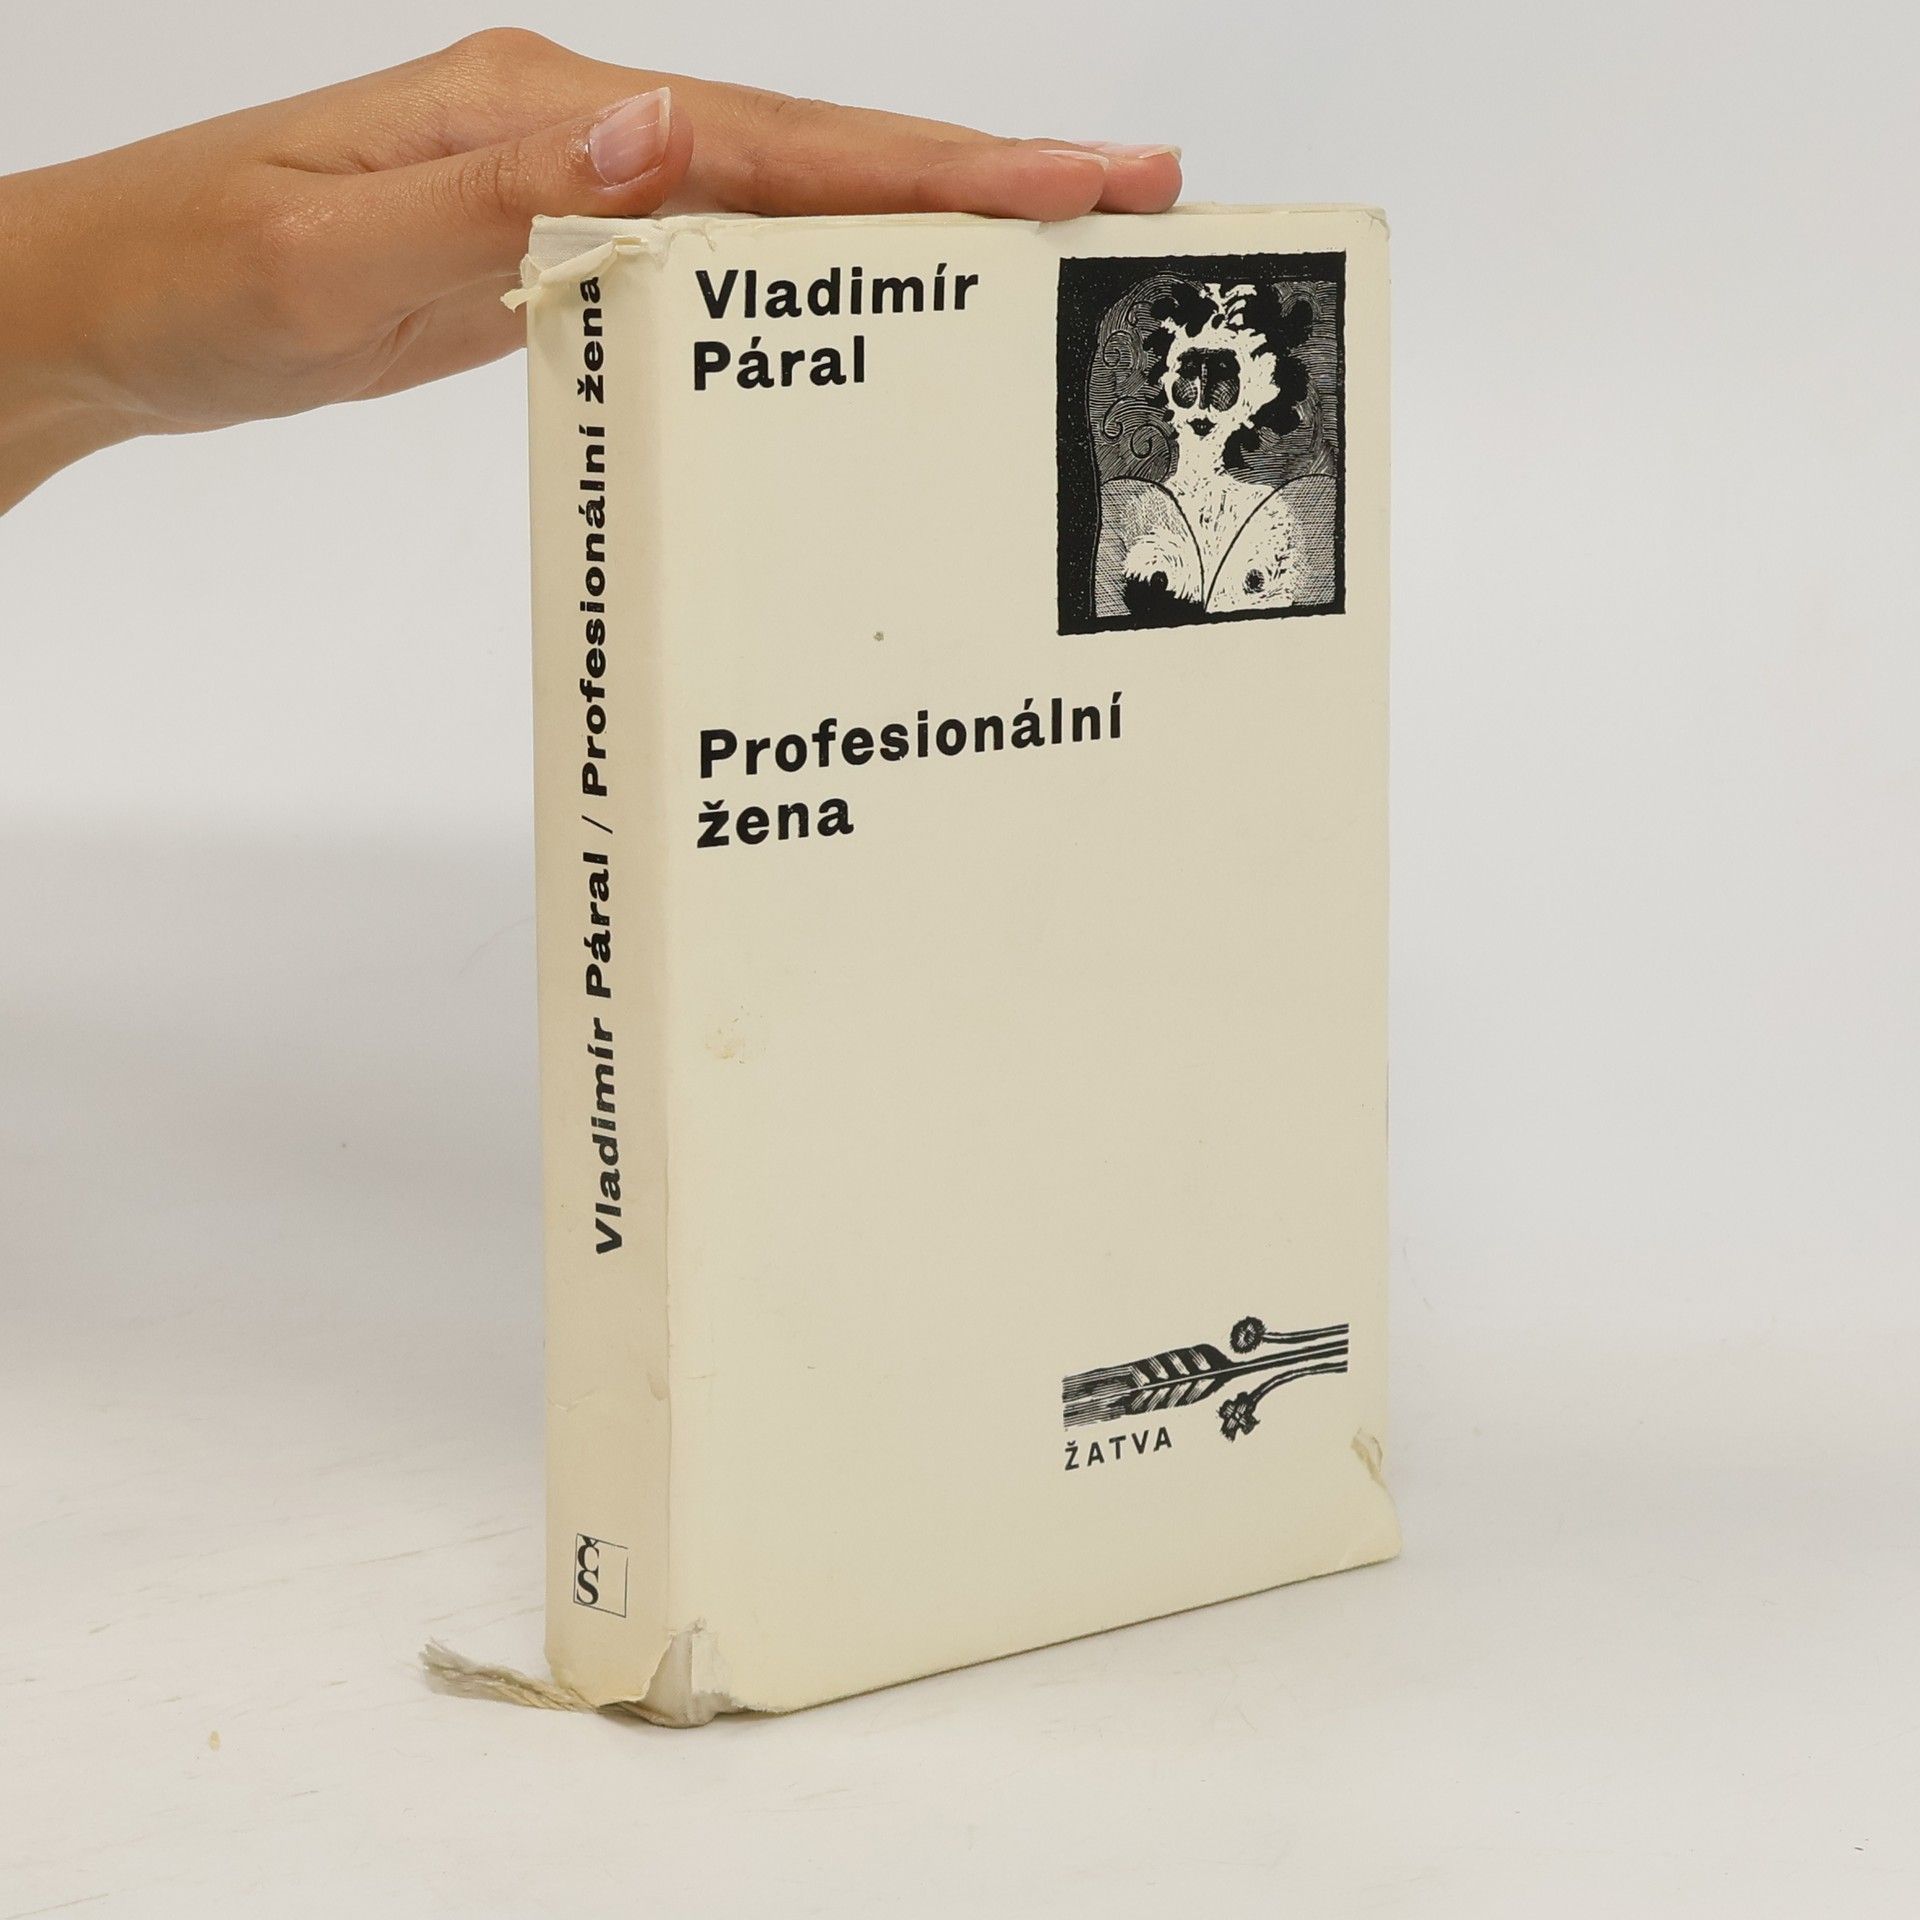 Vladimír
Páral
Profesionální
žena
ŽATVA
Vladimír Páral / Profesionální žena
ČS